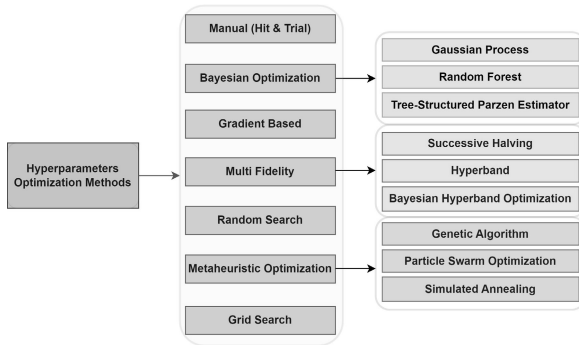 Hyperparameters
Optimization Methods
Manual (Hit & Trial)
Bayesian Optimization
Gradient Based
Multi Fidelity
Random Search
Metaheuristic Optimization
Grid Search
Gaussian Process
Random Forest
Tree-Structured Parzen Estimator
Successive Halving
Hyperband
Bayesian Hyperband Optimization
Genetic Algorithm
Particle Swarm Optimization
Simulated Annealing